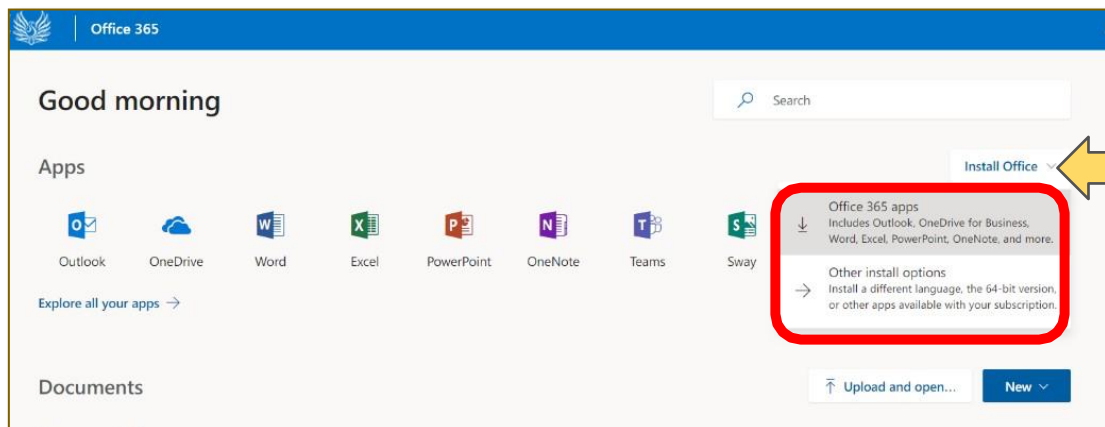 Office 365
Good morning
Search
Apps
Install Office
Office 365 apps
Includes Outlook, OneDrive for Business,
Word, Excel, PowerPoint, OneNote, and more.
Other install options
Install a different language, the 64-bit version,
or other apps available with your subscription.
Outlook OneDrive Word Excel PowerPoint OneNote Teams Sway
Explore all your apps →
Documents
Upload and open... New